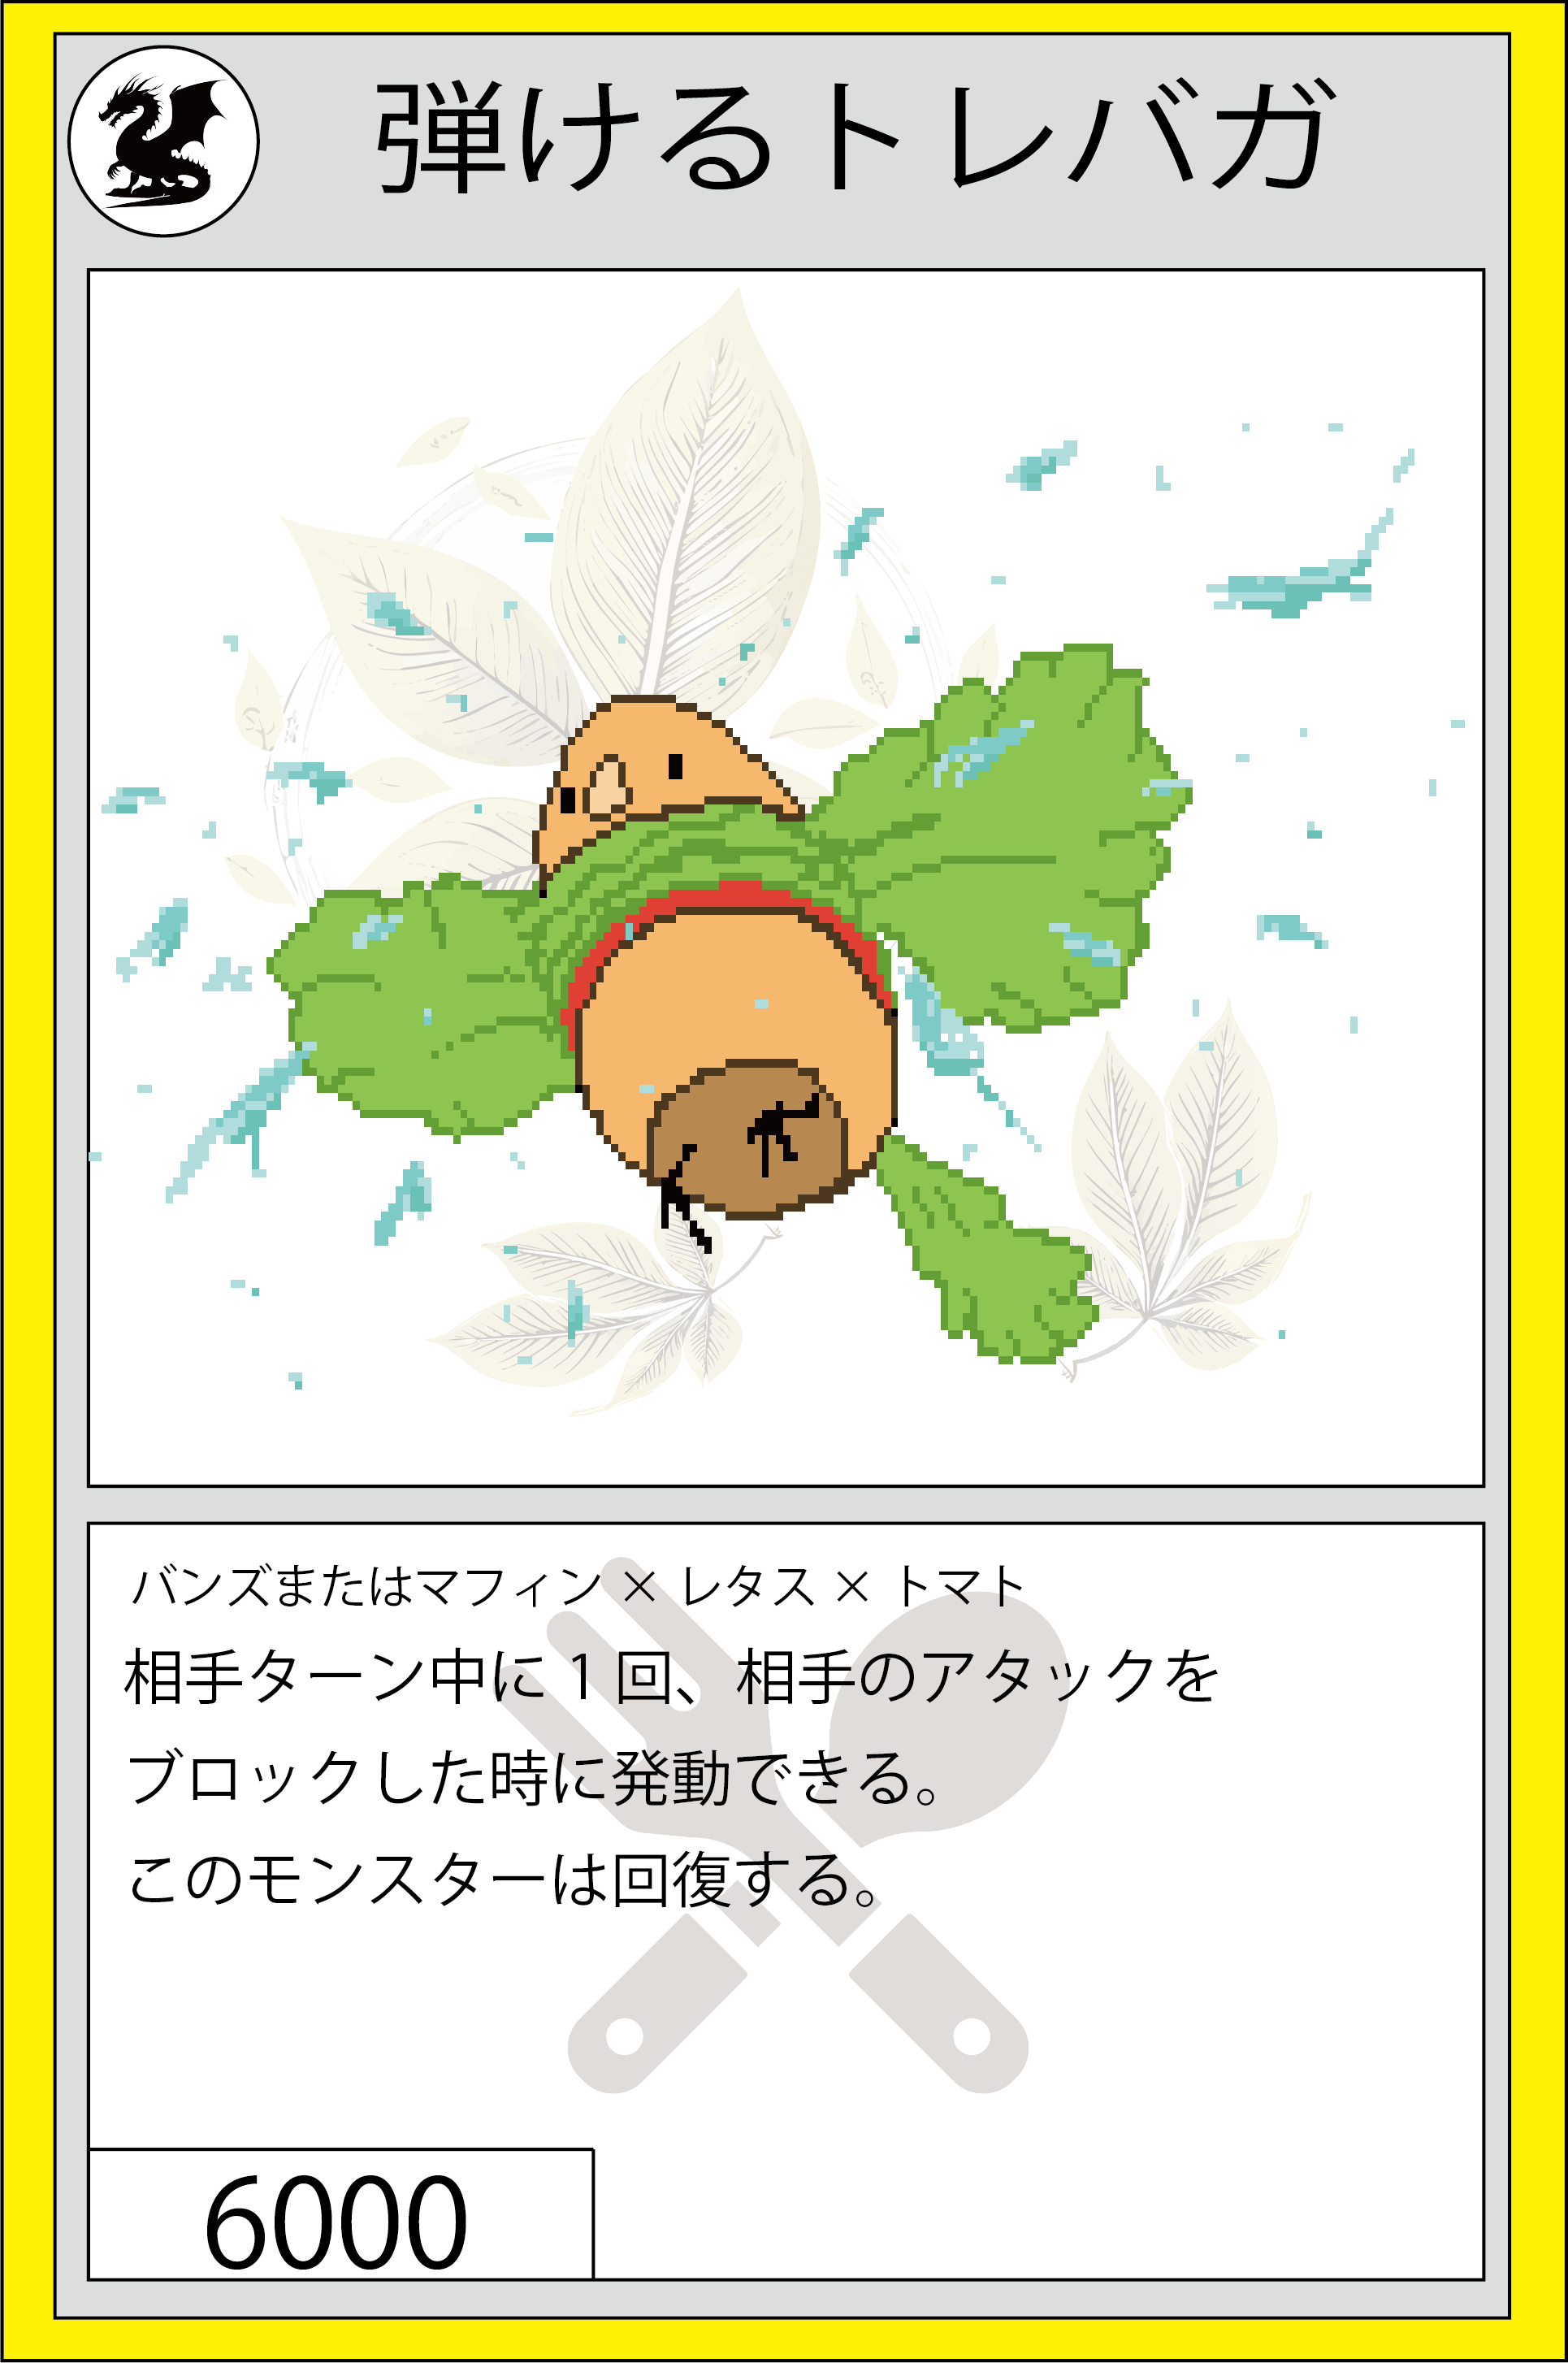 弾けるトレバガ
バンズまたはマフィン × レタス × トマト
相手ターン中に１回、相手のアタックを
ブロックした時に発動できる。
このモンスターは回復する。
6000